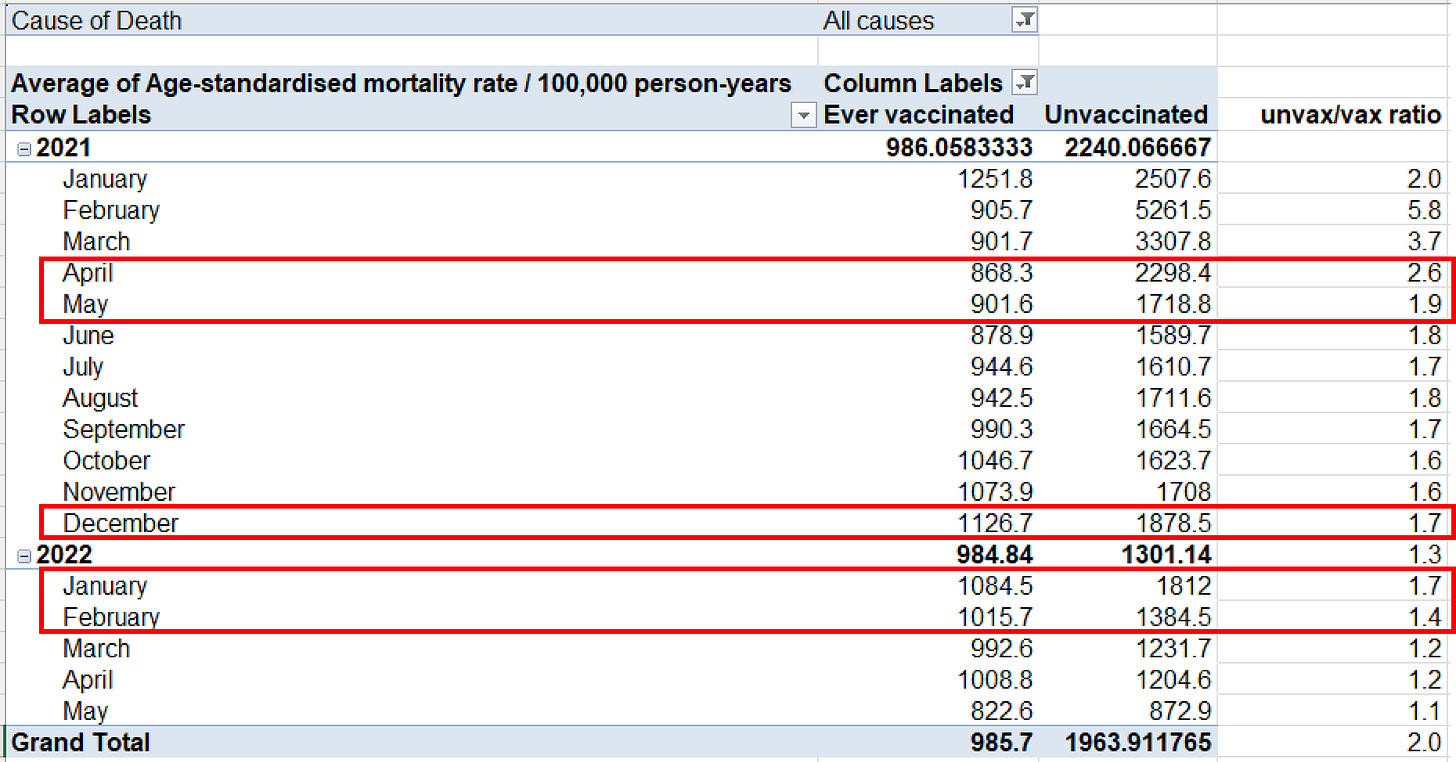 Cause of Death All causes
Average of Age-standardised mortality rate / 100,000 person-years Column Labels
Row Labels Ever vaccinated Unvaccinated unvax/vax ratio
2021 986.0583333 2240.066667
January 1251.8 2507.6 2.0
February 905.7 5261.5 5.8
March 901.7 3307.8 3.7
April 868.3 2298.4 2.6
May 901.6 1718.8 1.9
June 878.9 1589.7 1.8
July 944.6 1610.7 1.7
August 942.5 1711.6 1.8
September 990.3 1664.5 1.7
October 1046.7 1623.7 1.6
November 1073.9 1708 1.6
December 1126.7 1878.5 1.7
2022 984.84 1301.14 1.3
January 1084.5 1812 1.7
February 1015.7 1384.5 1.4
March 992.6 1231.7 1.2
April 1008.8 1204.6 1.2
May 822.6 872.9 1.1
Grand Total 985.7 1963.911765 2.0